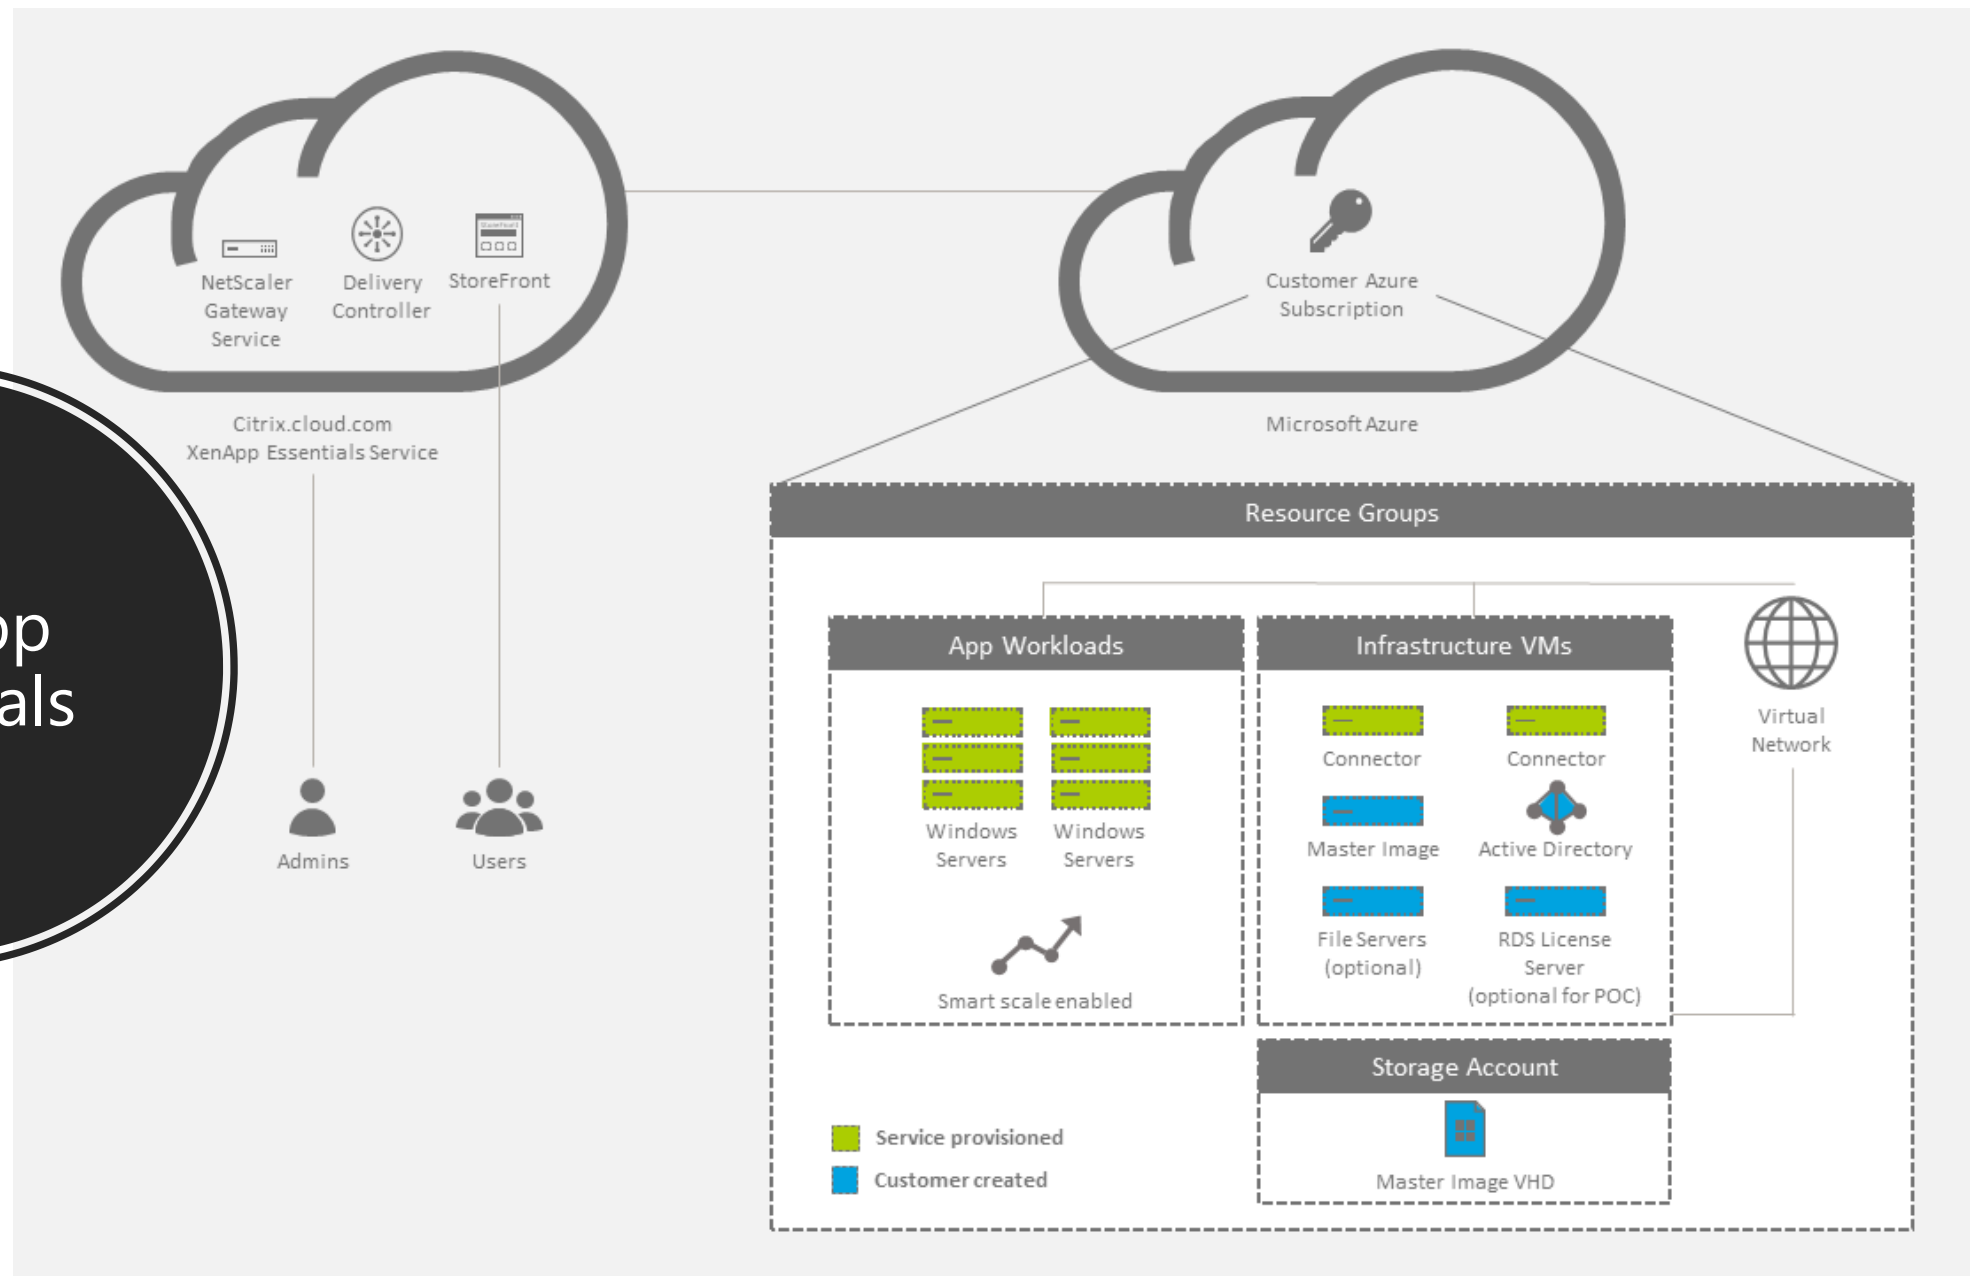 NetScaler
Gateway
Service
Delivery
Controller
StoreFront
Citrix.cloud.com
XenApp Essentials Service
Admins
Users
Customer Azure
Subscription
Microsoft Azure
Resource Groups
App Workloads
Windows
Servers
Windows
Servers
Smart scale enabled
Infrastructure VMs
Connector
Connector
Master Image
Active Directory
File Servers
(optional)
RDS License
Server
(optional for POC)
Virtual
Network
Storage Account
Master Image VHD
Service provisioned
Customer created